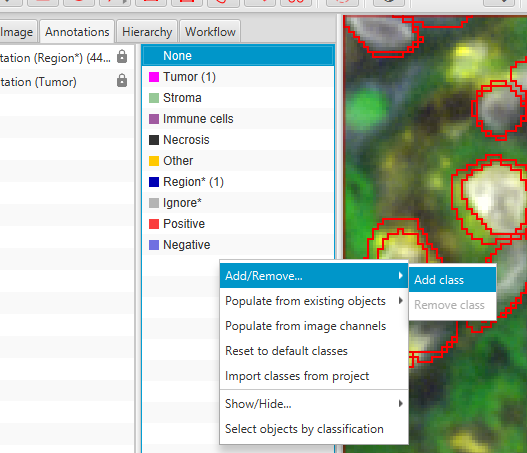 Image Annotations Hierarchy Workflow
tation (Region*) (44...
tation (Tumor)
None
Tumor (1)
Stroma
Immune cells
Necrosis
Other
Region* (1)
Ignore*
Positive
Negative
Add/Remove...
Populate from existing objects
Populate from image channels
Reset to default classes
Import classes from project
Show/Hide...
Select objects by classification
Add class
Remove class